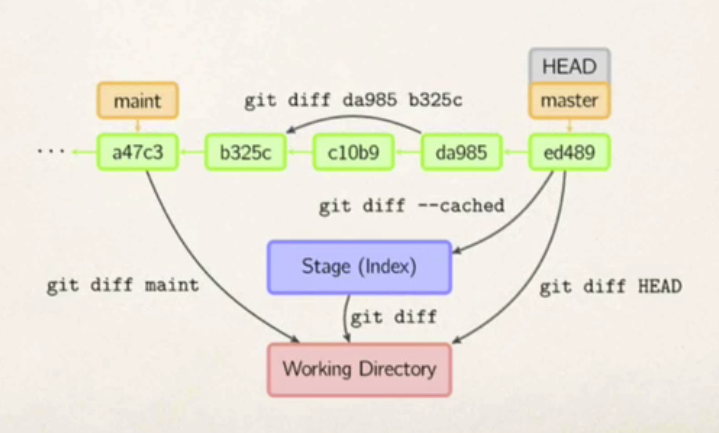 HEAD
maint
git diff da985 b325c
master
...
a47c3
b325c
c10b9
da985
ed489
git diff --cached
Stage (Index)
git diff maint
git diff HEAD
git diff
Working Directory